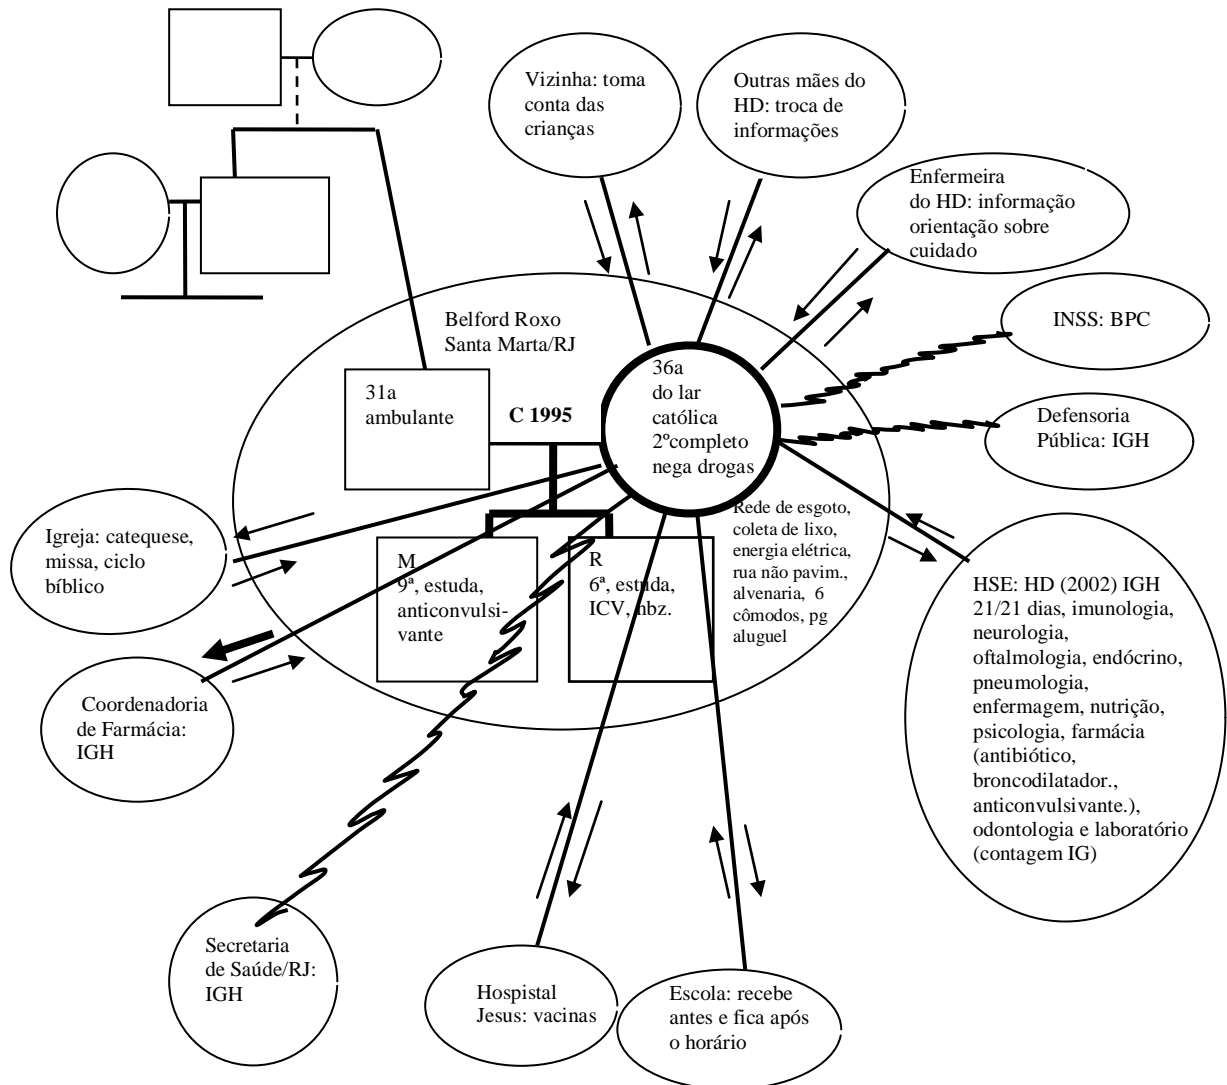 Vizinha: toma
conta das
crianças
Outras mães do
HD: troca de
informações
Enfermeira
do HD: informação
orientação sobre
cuidado
INSS: BPC
Belford Roxo
Santa Marta/RJ
31a
ambulante
C 1995
36a
do lar
católica
2ºcompleto
nega drogas
Defensoria
Pública: IGH
Igreja: catequese,
missa, ciclo
bíblico
M
9ª, estuda,
anticonvulsi-
vante
R
6ª, estuda,
ICV, nbz.
Rede de esgoto,
coleta de lixo,
energia elétrica,
rua não pavim.,
alvenaria, 6
cômodos, pg
aluguel
HSE: HD (2002) IGH
21/21 dias, imunologia,
neurologia,
oftalmologia, endócrino,
pneumologia,
enfermagem, nutrição,
psicologia, farmácia
(antibiótico,
broncodilatador.,
anticonvulsivante.),
odontologia e laboratório
(contagem IG)
Coordenadoria
de Farmácia:
IGH
Secretaria
de Saúde/RJ:
IGH
Hospistal
Jesus: vacinas
Escola: recebe
antes e fica após
o horário